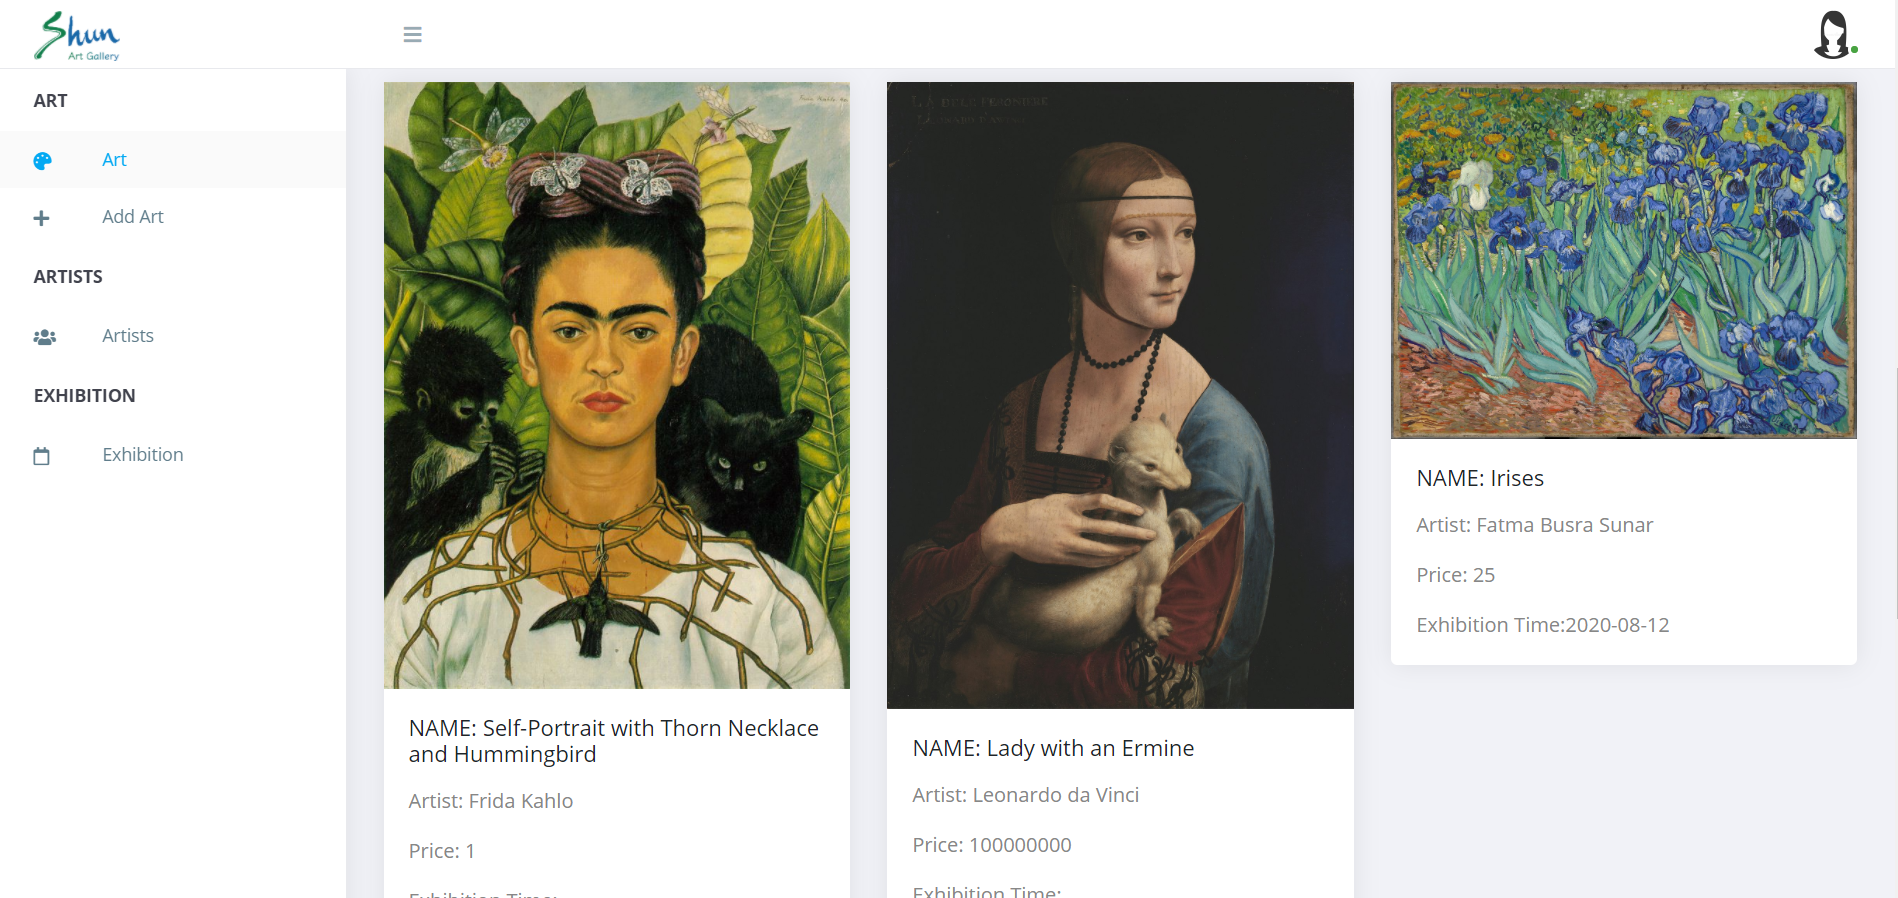 Shun
Art Gallery
ART
Art
Add Art
ARTISTS
Artists
EXHIBITION
Exhibition
NAME: Self-Portrait with Thorn Necklace
and Hummingbird
Artist: Frida Kahlo
Price: 1
Exhibition Time:
NAME: Lady with an Ermine
Artist: Leonardo da Vinci
Price: 100000000
Exhibition Time:
NAME: Irises
Artist: Fatma Busra Sunar
Price: 25
Exhibition Time:2020-08-12